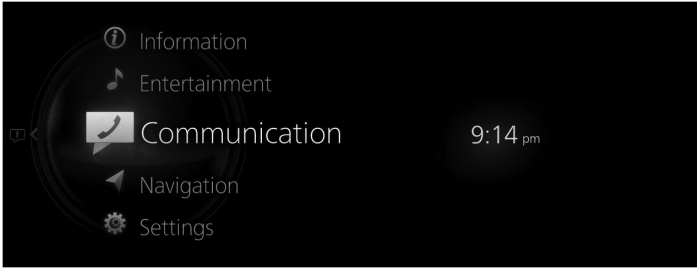 Information
Entertainment
Communication
9:14 pm
Navigation
Settings